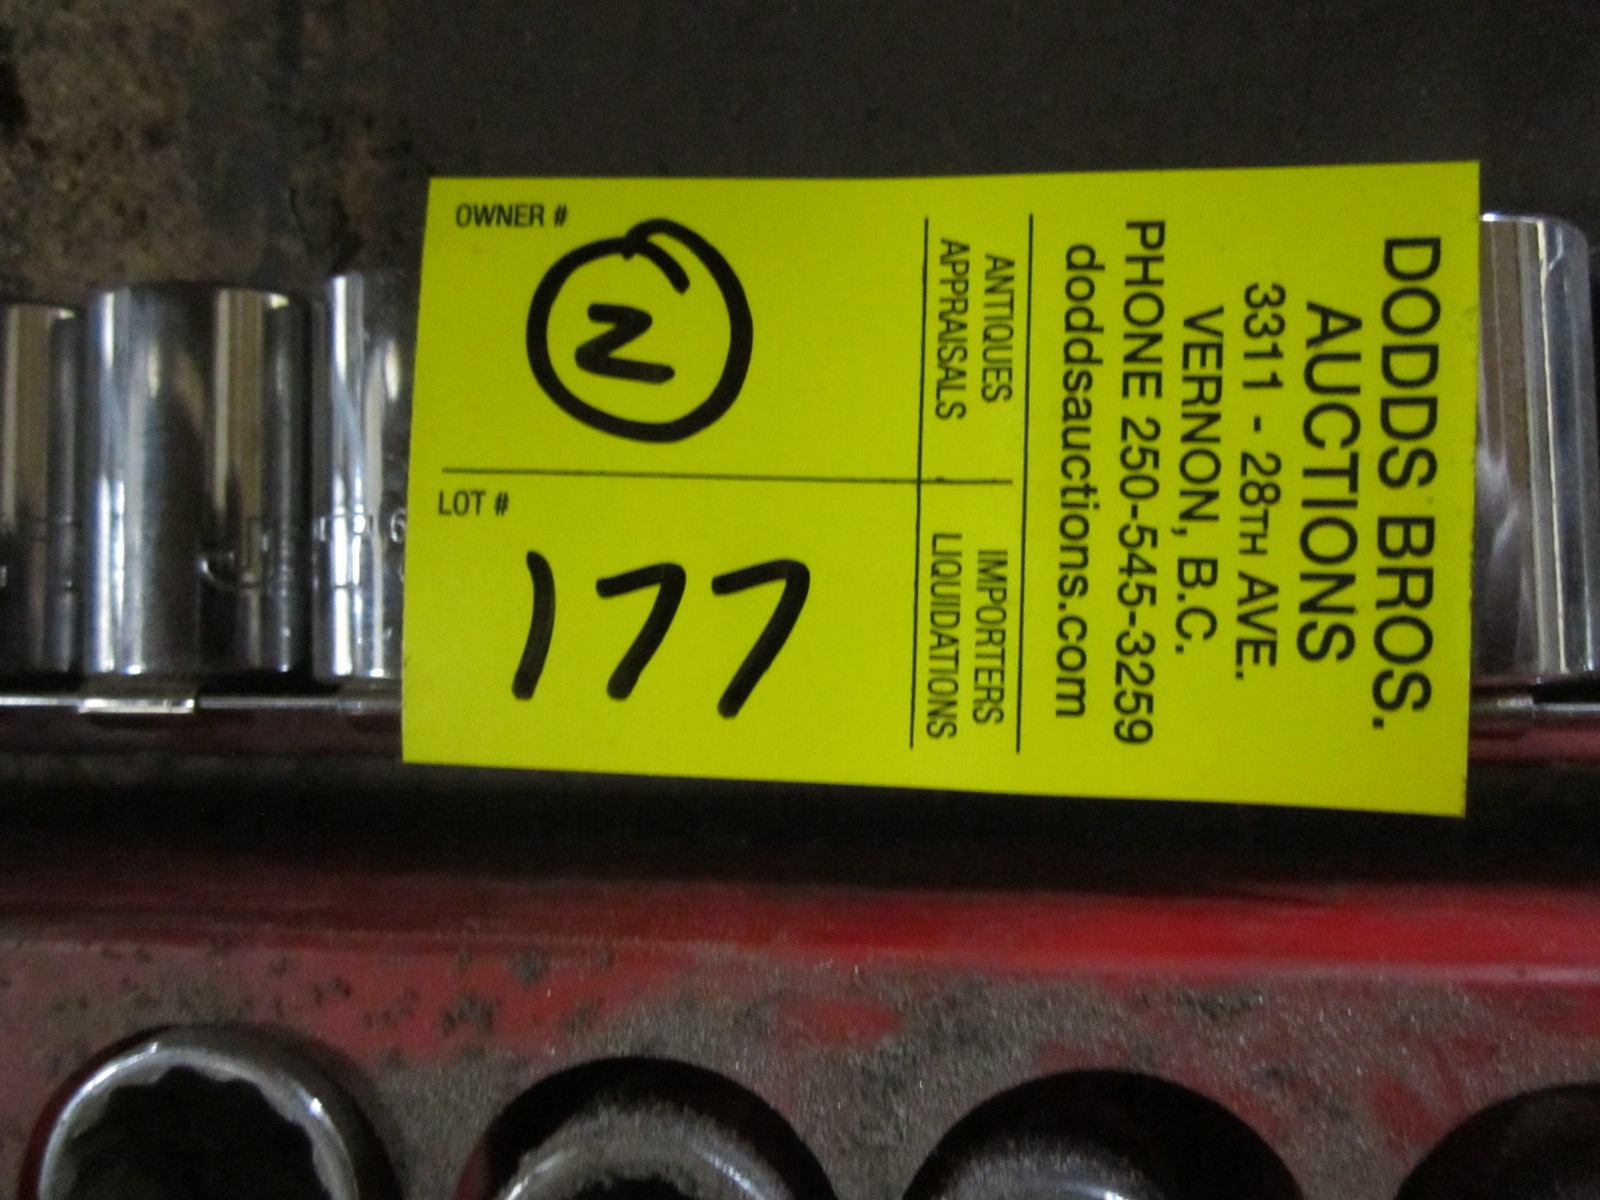 DODDS BROS.
AUCTIONS
3311 - 28TH AVE.
VERNON, B.C.
PHONE 250-545-3259
doddsauctions.com
ANTIQUES
APPRAISALS
IMPORTERS
LIQUIDATIONS
OWNER #
N
LOT #
177